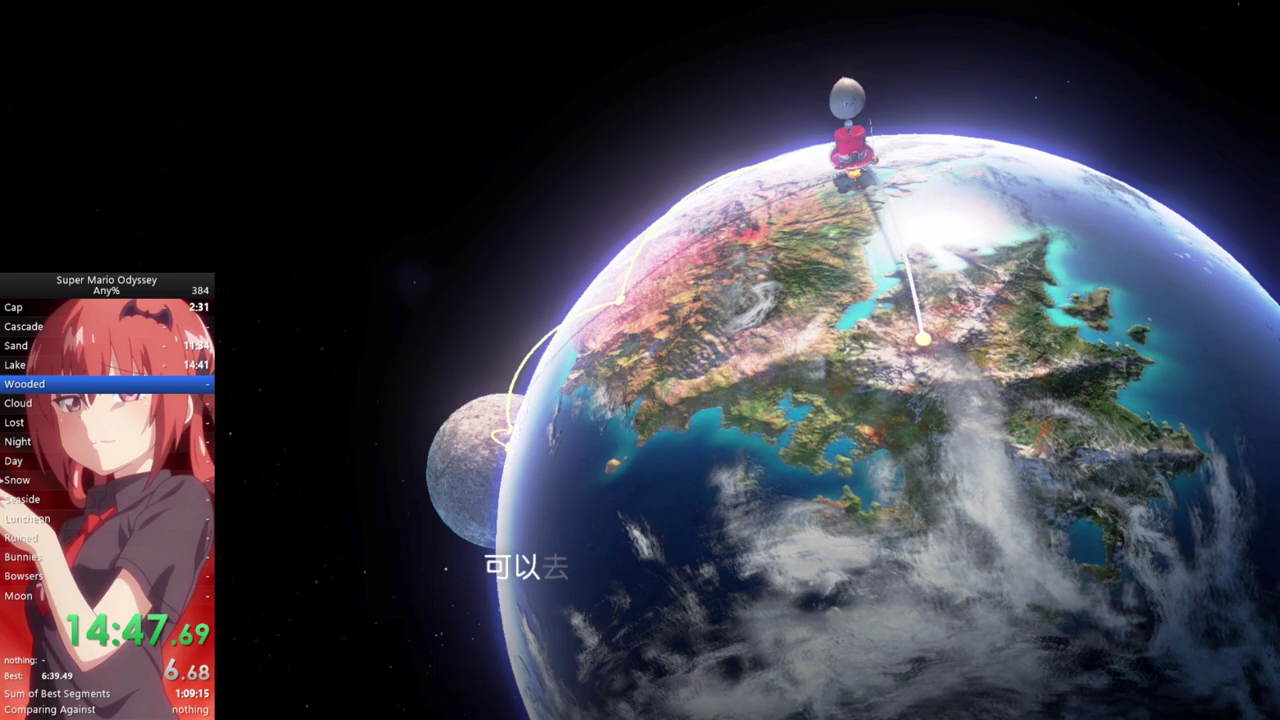 Super Mario Odyssey
Any% 384
Cap 2:31
Cascade -
Sand - 11:34
Lake - 14:41
Wooded -
Cloud -
Lost -
Night -
Day -
Snow -
Seaside -
Luncheon -
Ruined -
Bunnies -
Bowsers -
Moon -
14:47.69
nothing: -
6.68
Best: 6:39.49
Sum of Best Segments 1:09:15
Comparing Against nothing
可以去